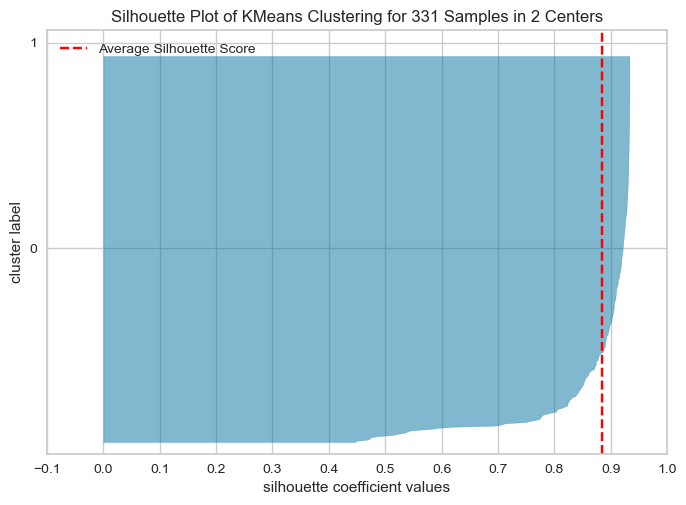 Silhouette Plot of KMeans Clustering for 331 Samples in 2 Centers
Average Silhouette Score
1
0
cluster label
−0.1 0.0 0.1 0.2 0.3 0.4 0.5 0.6 0.7 0.8 0.9 1.0
silhouette coefficient values